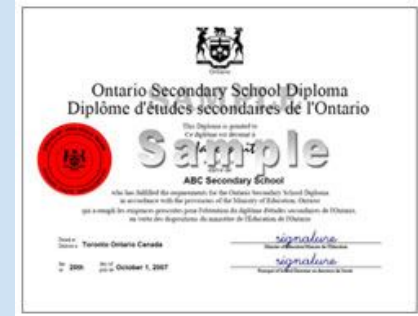 Ontario
Ontario Secondary School Diploma
Diplôme d'études secondaires de l'Ontario
This Diploma is granted to
Ce diplôme est décerné à
Sample
ABC Secondary School
who has fulfilled the requirements for the Ontario Secondary School Diploma
in accordance with the provisions of the Ministry of Education, Ontario
qui a rempli les exigences prescrites pour l'obtention du diplôme d'études secondaires de l'Ontario,
en vertu des dispositions du ministère de l'Éducation de l'Ontario
Toronto Ontario Canada
signature
20th October 1, 2007
signature